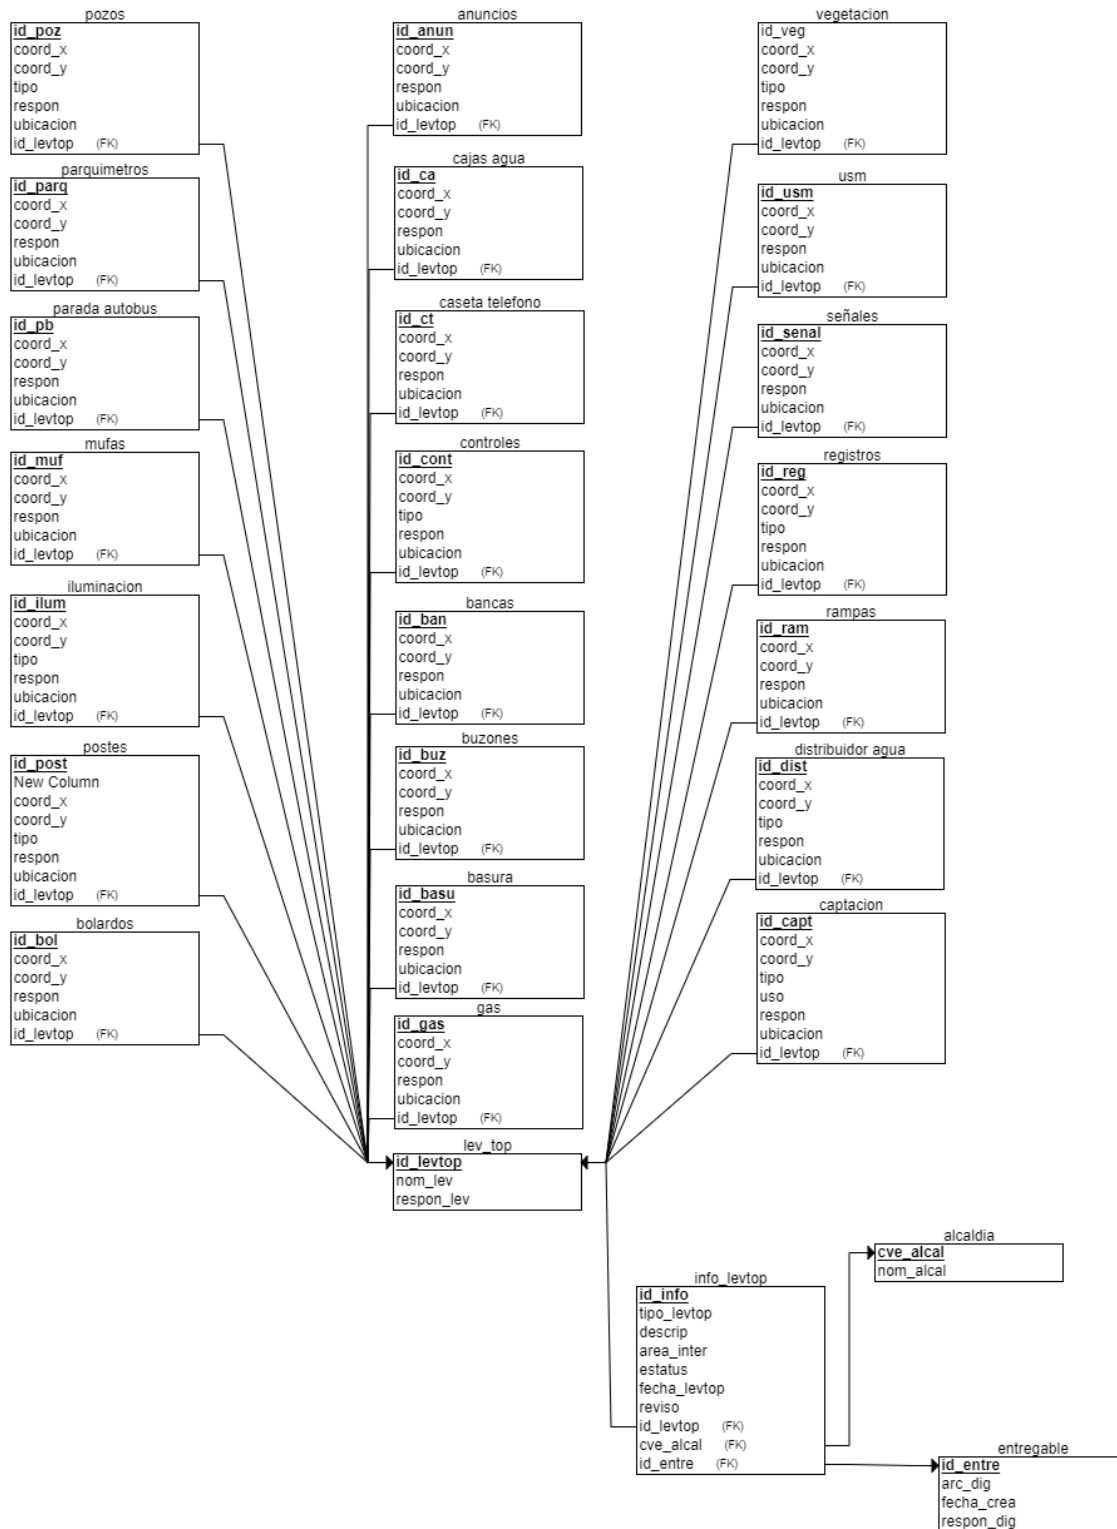 pozos
id_poz
coord_x
coord_y
tipo
respon
ubicacion
id_levtop (FK)
parquimetros
id_parq
coord_x
coord_y
respon
ubicacion
id_levtop (FK)
parada autobus
id_pb
coord_x
coord_y
respon
ubicacion
id_levtop (FK)
mufas
id_muf
coord_x
coord_y
respon
ubicacion
id_levtop (FK)
iluminacion
id_ilum
coord_x
coord_y
tipo
respon
ubicacion
id_levtop (FK)
postes
id_post
New Column
coord_x
coord_y
tipo
respon
ubicacion
id_levtop (FK)
bolardos
id_bol
coord_x
coord_y
respon
ubicacion
id_levtop (FK)
anuncios
id_anun
coord_x
coord_y
respon
ubicacion
id_levtop (FK)
cajas agua
id_ca
coord_x
coord_y
respon
ubicacion
id_levtop (FK)
caseta telefono
id_ct
coord_x
coord_y
respon
ubicacion
id_levtop (FK)
controles
id_cont
coord_x
coord_y
tipo
respon
ubicacion
id_levtop (FK)
bancas
id_ban
coord_x
coord_y
respon
ubicacion
id_levtop (FK)
buzones
id_buz
coord_x
coord_y
respon
ubicacion
id_levtop (FK)
basura
id_basu
coord_x
coord_y
respon
ubicacion
id_levtop (FK)
gas
id_gas
coord_x
coord_y
respon
ubicacion
id_levtop (FK)
lev_top
id_levtop
nom_lev
respon_lev
vegetacion
id_veg
coord_x
coord_y
tipo
respon
ubicacion
id_levtop (FK)
usm
id_usm
coord_x
coord_y
respon
ubicacion
id_levtop (FK)
señales
id_senal
coord_x
coord_y
respon
ubicacion
id_levtop (FK)
registros
id_reg
coord_x
coord_y
tipo
respon
ubicacion
id_levtop (FK)
rampas
id_ram
coord_x
coord_y
respon
ubicacion
id_levtop (FK)
distribuidor agua
id_dist
coord_x
coord_y
tipo
respon
ubicacion
id_levtop (FK)
captacion
id_capt
coord_x
coord_y
tipo
uso
respon
ubicacion
id_levtop (FK)
alcaldia
cve_alcal
nom_alcal
info_levtop
id_info
tipo_levtop
descrip
area_inter
estatus
fecha_levtop
reviso
id_levtop (FK)
cve_alcal (FK)
id_entre (FK)
entregable
id_entre
arc_dig
fecha_crea
respon_dig